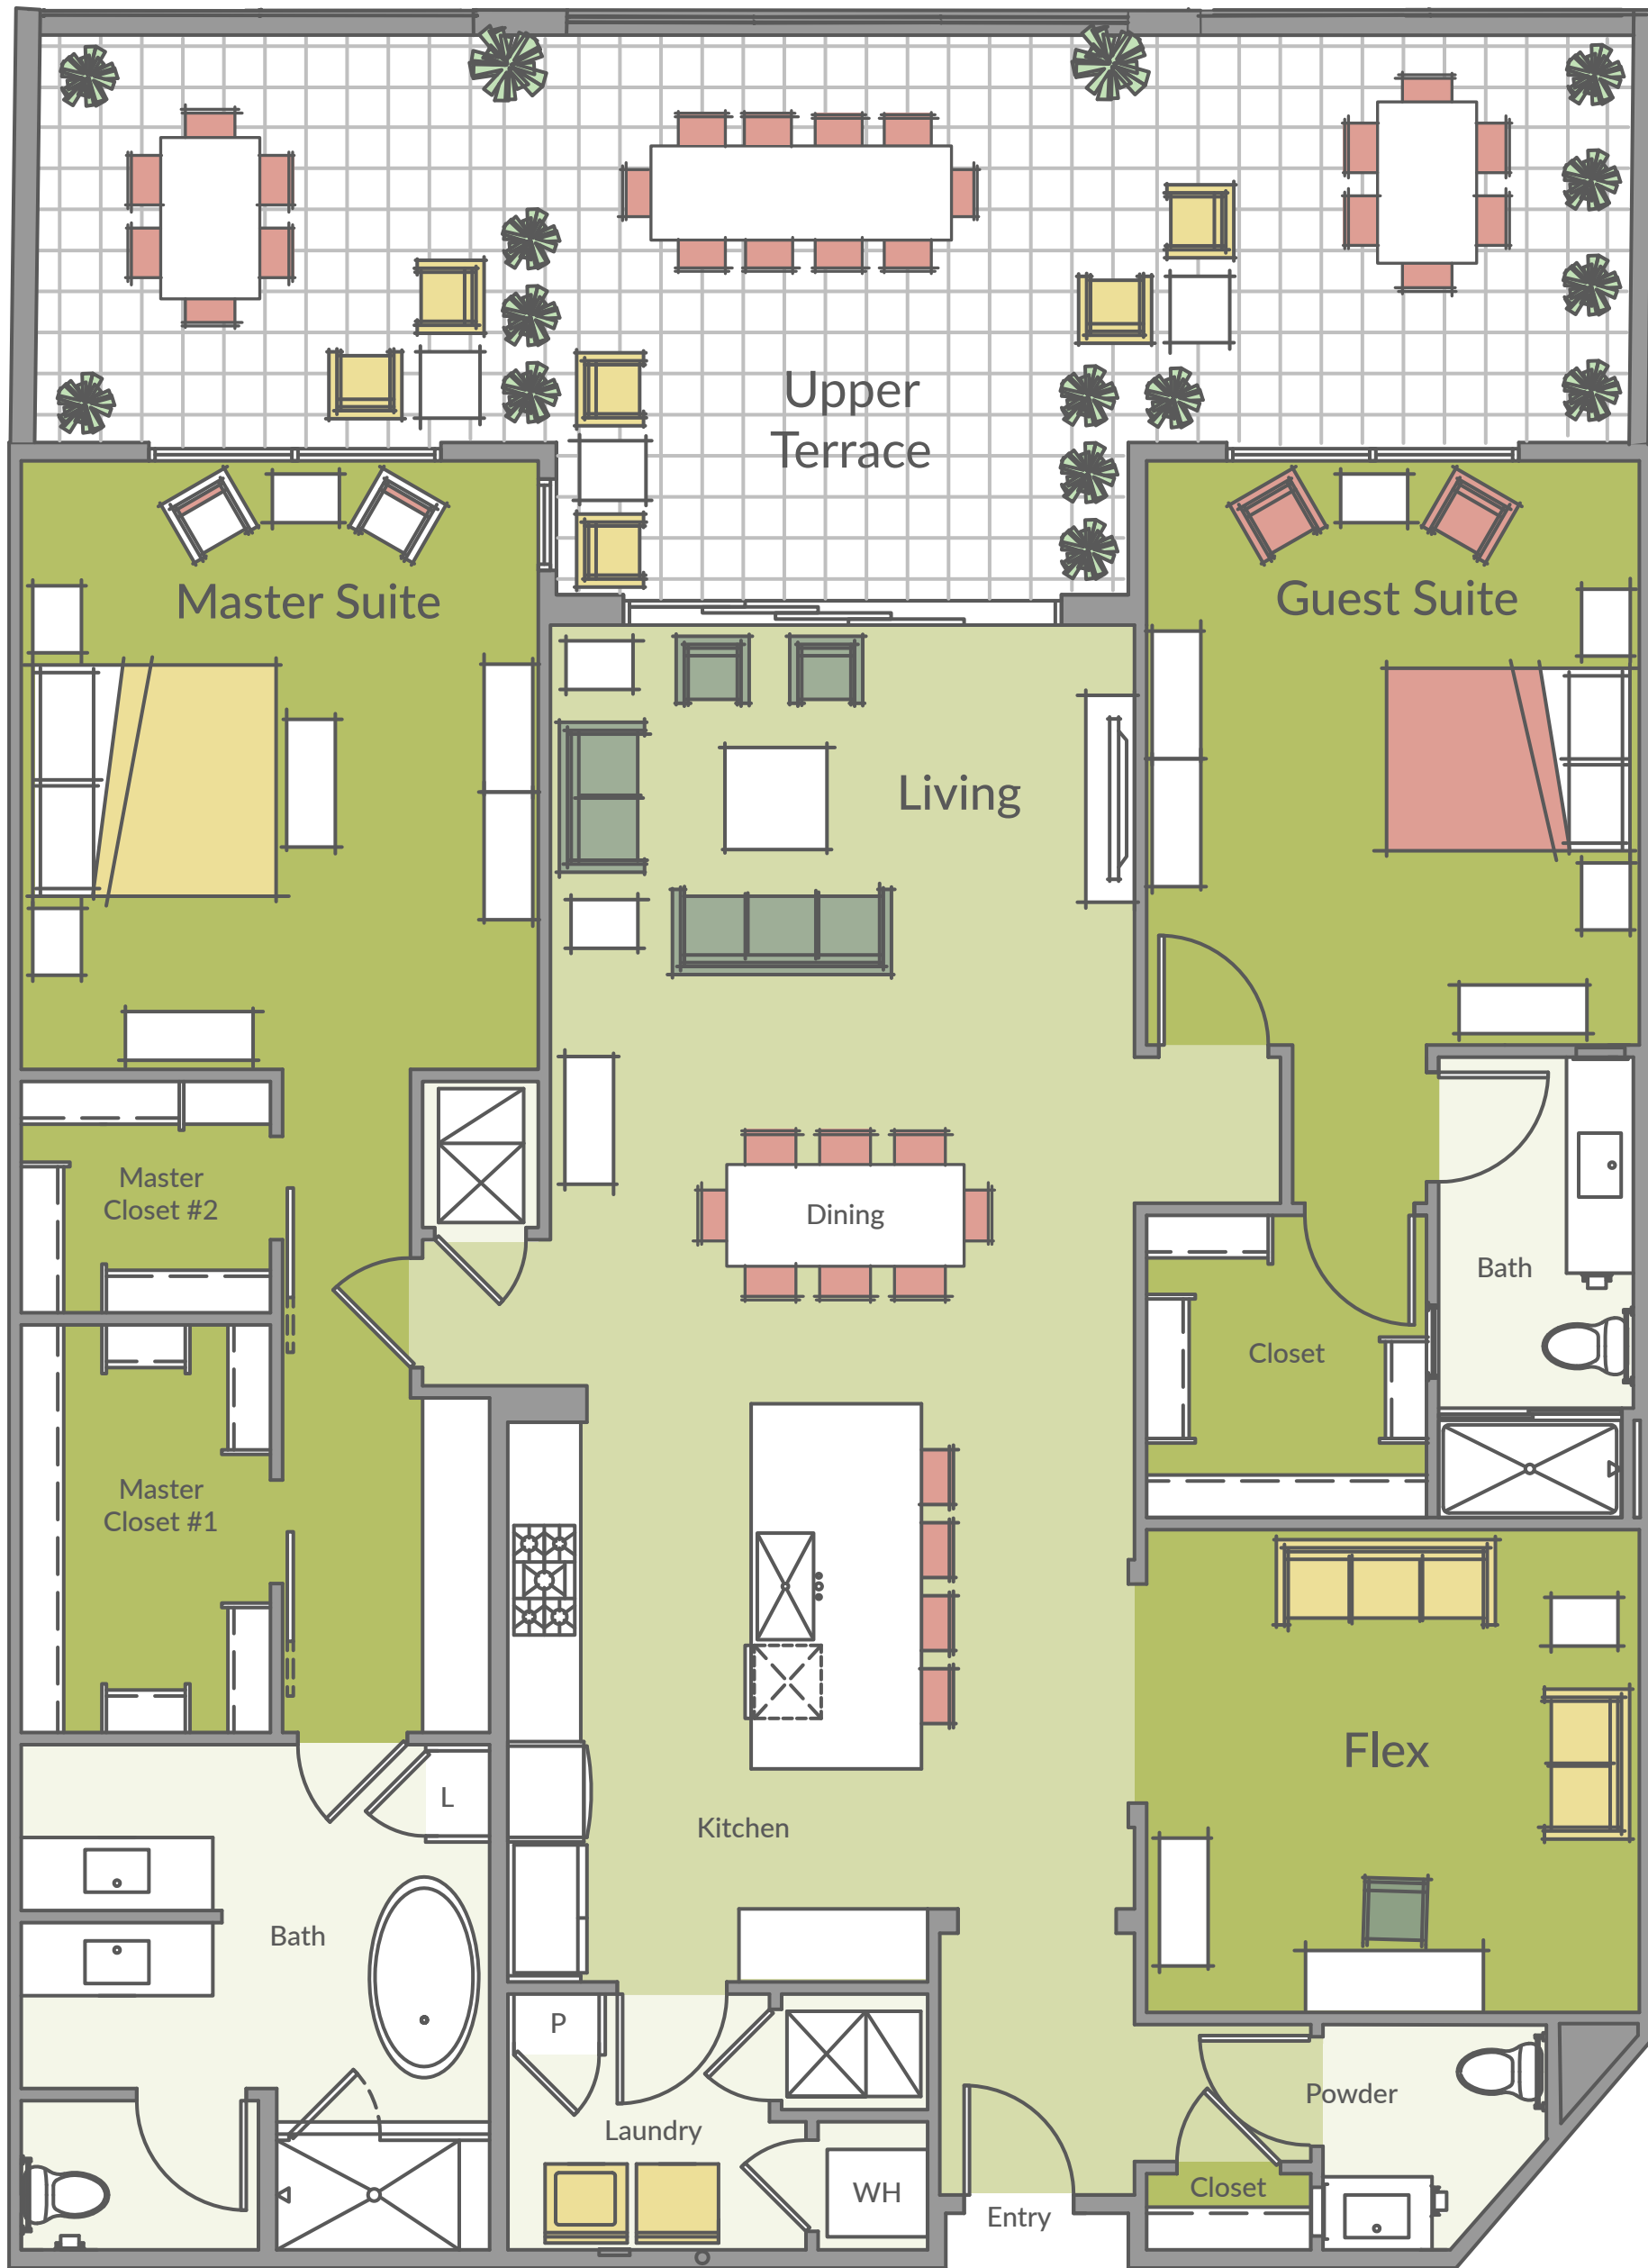 Upper
Terrace
Master Suite
Guest Suite
Living
Master
Closet #2
Dining
Bath
Closet
Master
Closet #1
Flex
L
Kitchen
Bath
P
Powder
Laundry
Closet
WH
Entry